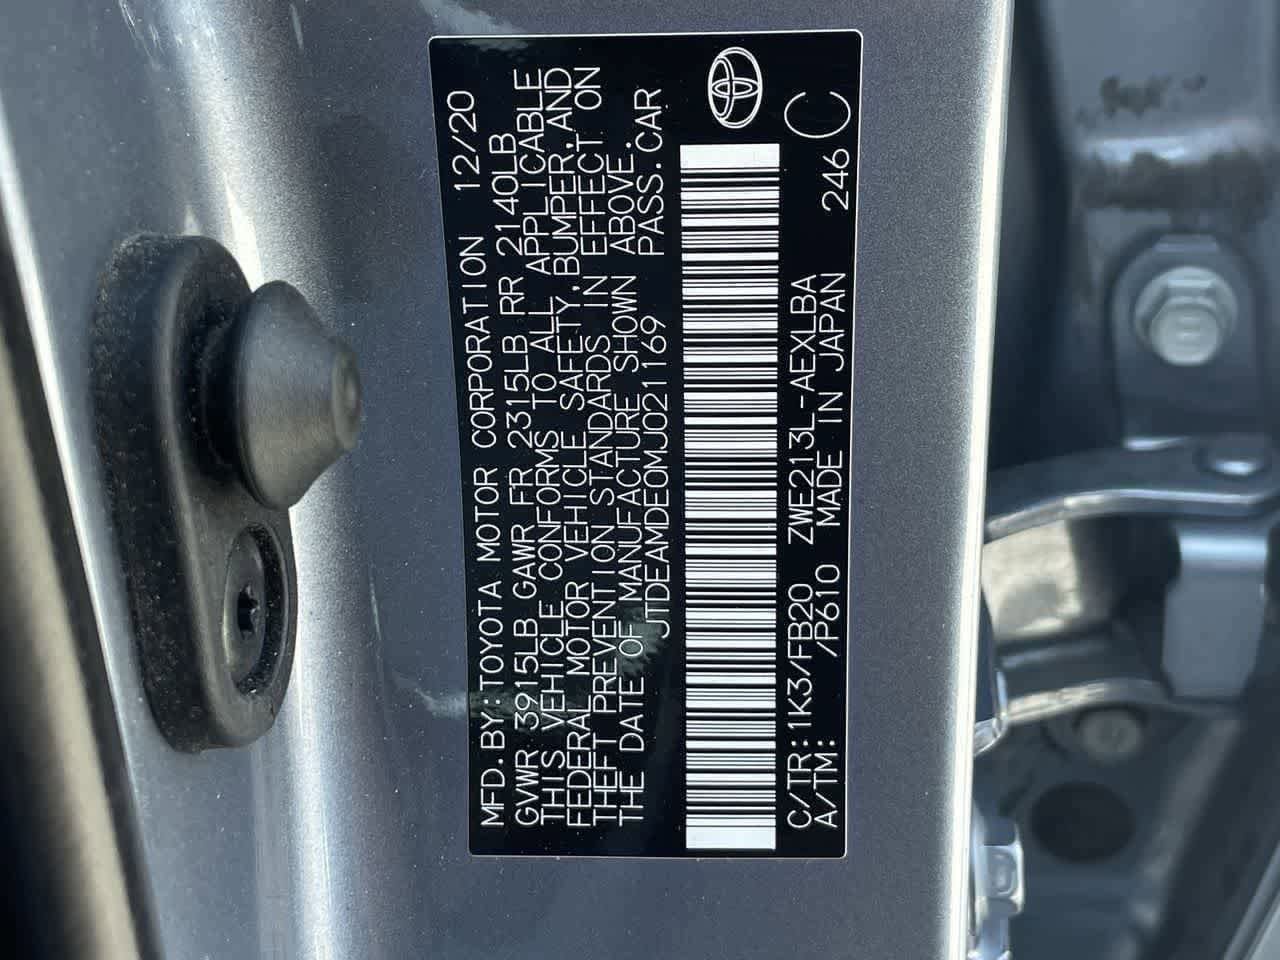 MFD.BY:TOYOTA MOTOR CORPORATION 12/20
GVWR 3915LB GAWR FR 2315LB RR 2140LB
THIS VEHICLE CONFORMS TO ALL APPLICABLE
FEDERAL MOTOR VEHICLE SAFETY,BUMPER,AND
THEFT PREVENTION STANDARDS IN EFFECT ON
THE DATE OF MANUFACTURE SHOWN ABOVE.
JTDEAMDE0MJ021169 PASS.CAR
C/TR:1K3/FB20 ZWE213L-AEXLBA 246 C
A/TM: /P610 MADE IN JAPAN